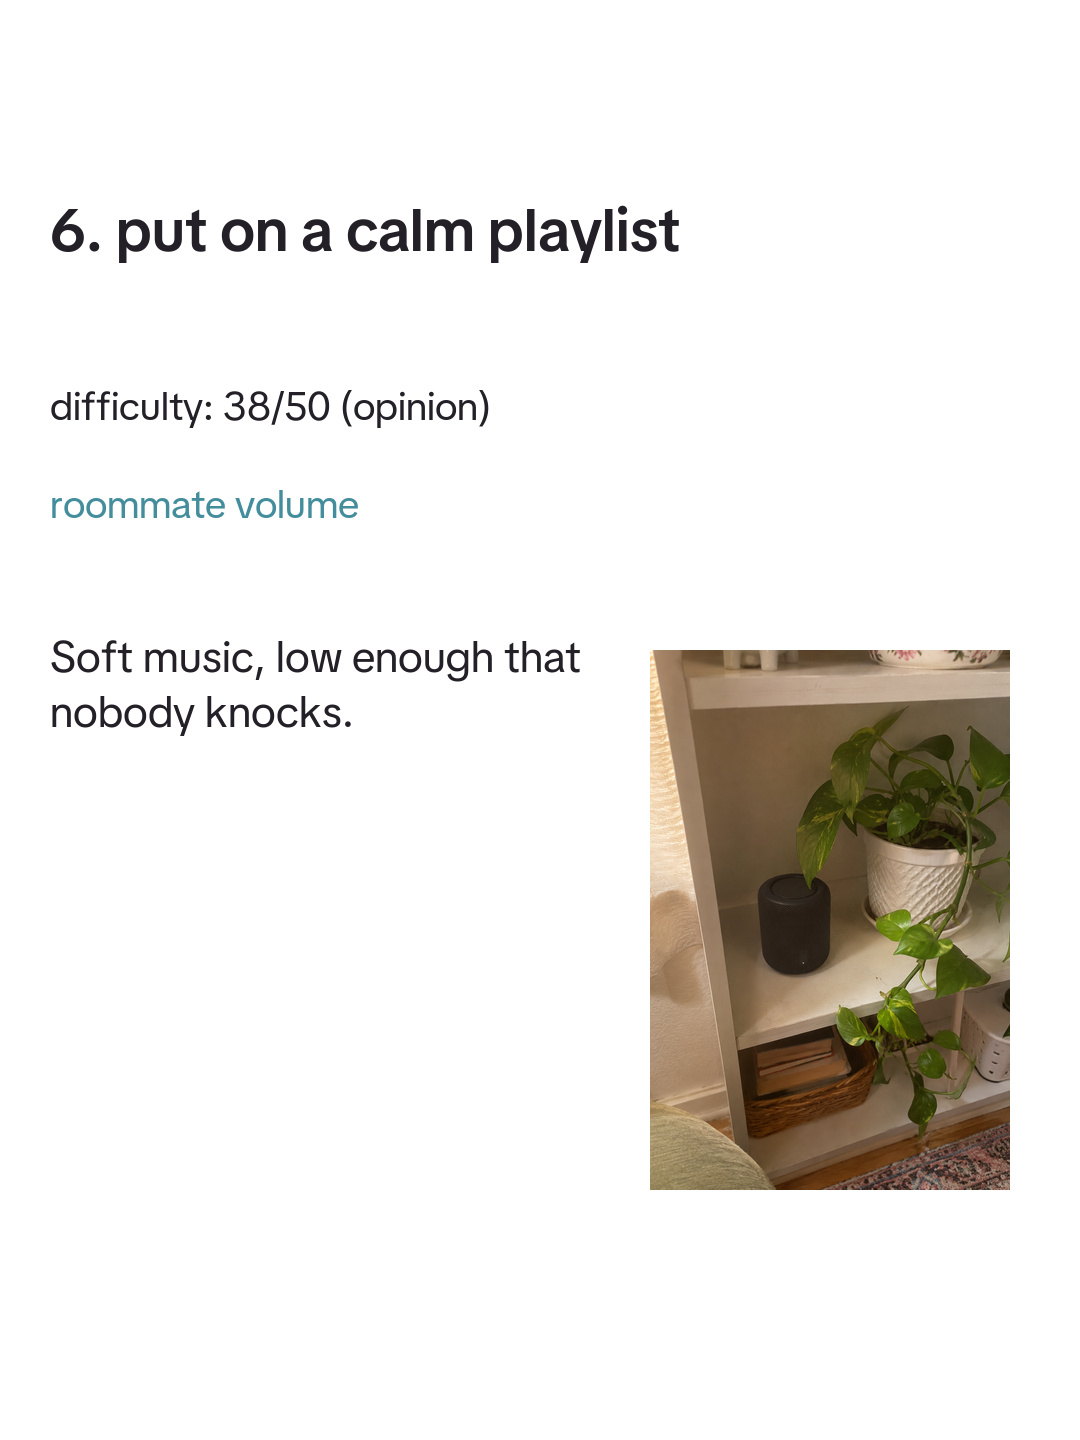 6. put on a calm playlist
difficulty: 38/50 (opinion)
roommate volume
Soft music, low enough that
nobody knocks.